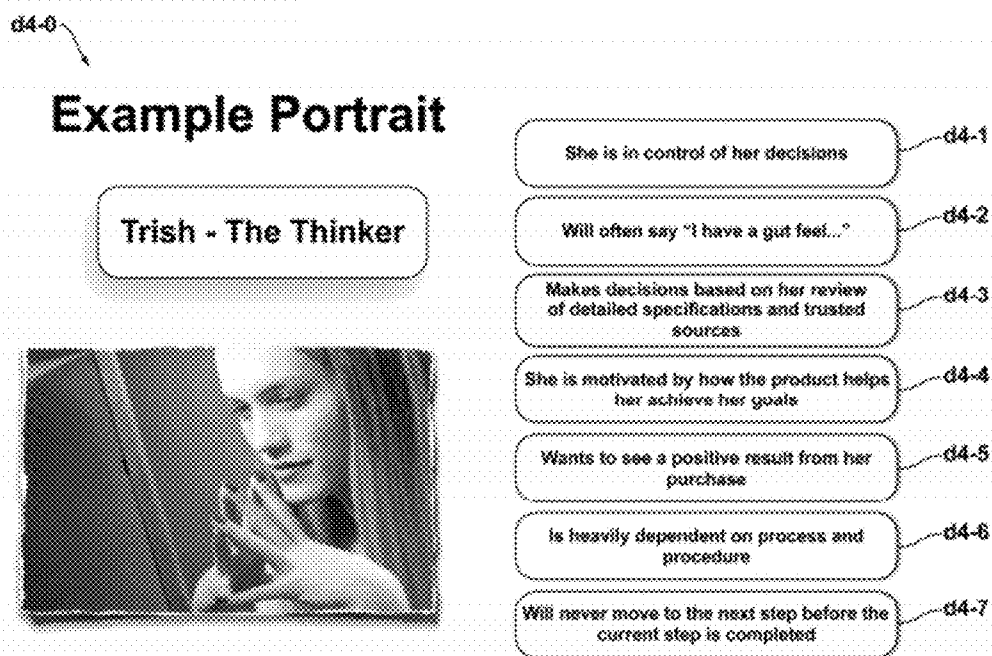 d4-0
Example Portrait
Trish - The Thinker
She is in control of her decisions
d4-1
Will often say "I have a gut feel..."
d4-2
Makes decisions based on her review
of detailed specifications and trusted
sources
d4-3
She is motivated by how the product helps
her achieve her goals
d4-4
Wants to see a positive result from her
purchase
d4-5
Is heavily dependent on process and
procedure
d4-6
Will never move to the next step before the
current step is completed
d4-7